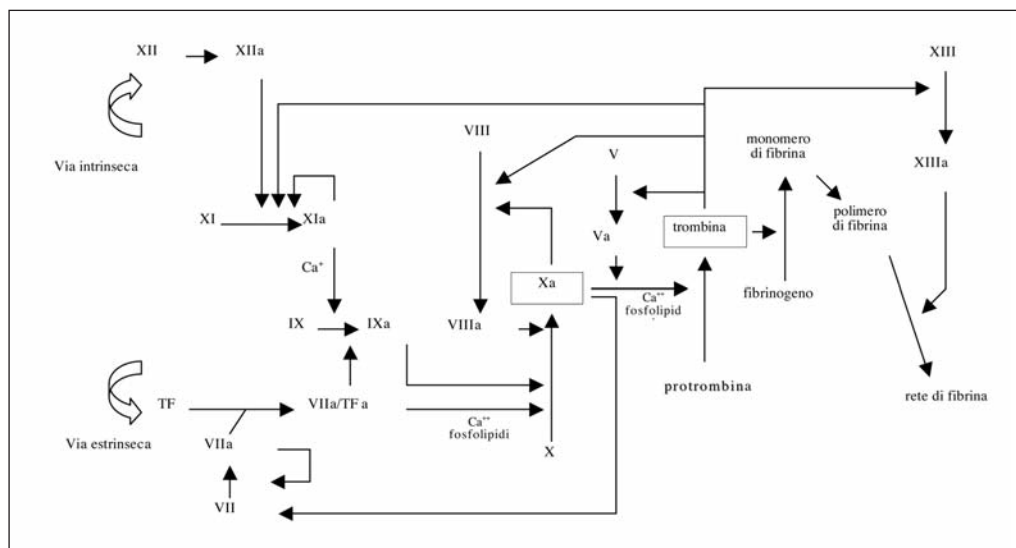 XII
XIIa
XIII
Via intrinseca
VIII
V
monomero
di fibrina
XIIIa
XI
XIa
Va
trombina
polimero
di fibrina
Ca⁺
Xa
Ca⁺⁺
fosfolipid
fibrinogeno
IX
IXa
VIIIa
protrombina
rete di fibrina
TF
VIIa/TFa
Ca⁺⁺
fosfolipidi
Via estrinseca
VIIa
X
VII